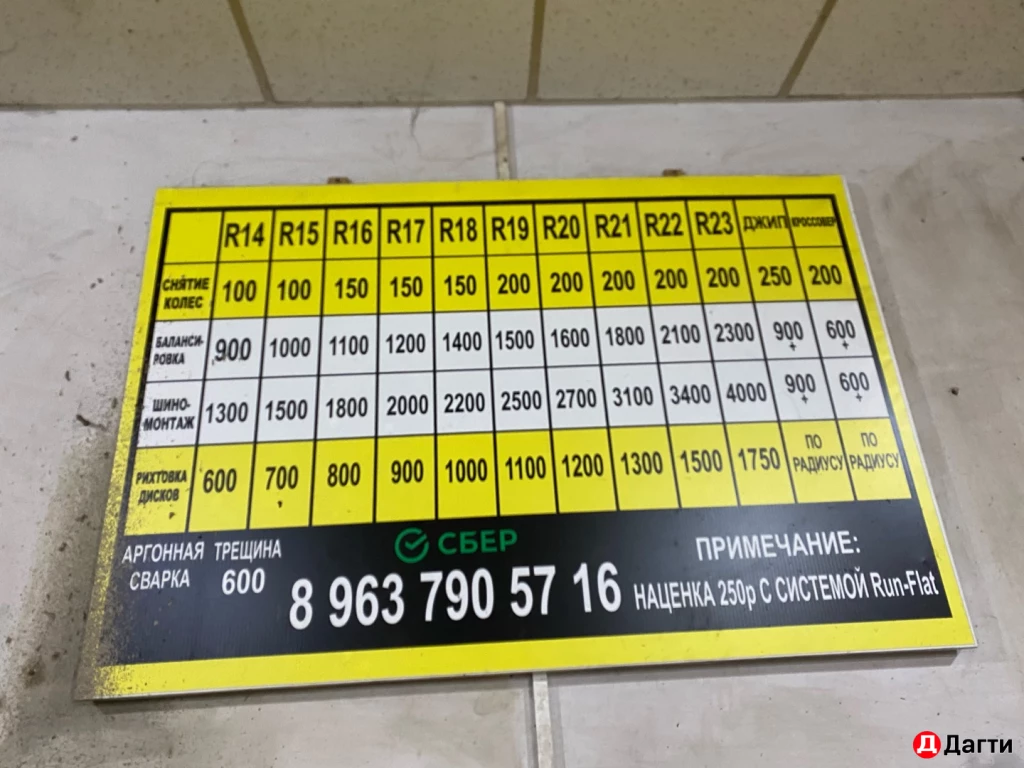 R14 R15 R16 R17 R18 R19 R20 R21 R22 R23 ДЖИП КРОССОВЕР
СНЯТИЕ
КОЛЕС
100 100 150 150 150 200 200 200 200 200 250 200
БАЛАНСИ-
РОВКА
900 1000 1100 1200 1400 1500 1600 1800 2100 2300 900+ 600+
ШИНО-
МОНТАЖ
1300 1500 1800 2000 2200 2500 2700 3100 3400 4000 900+ 600+
РИХТОВКА
ДИСКОВ
600 700 800 900 1000 1100 1200 1300 1500 1750
ПО
РАДИУСУ
ПО
РАДИУСУ
АРГОННАЯ
СВАРКА
ТРЕЩИНА
600
СБЕР
8 963 790 57 16
ПРИМЕЧАНИЕ:
НАЦЕНКА 250р С СИСТЕМОЙ Run-Flat
Д Дагти